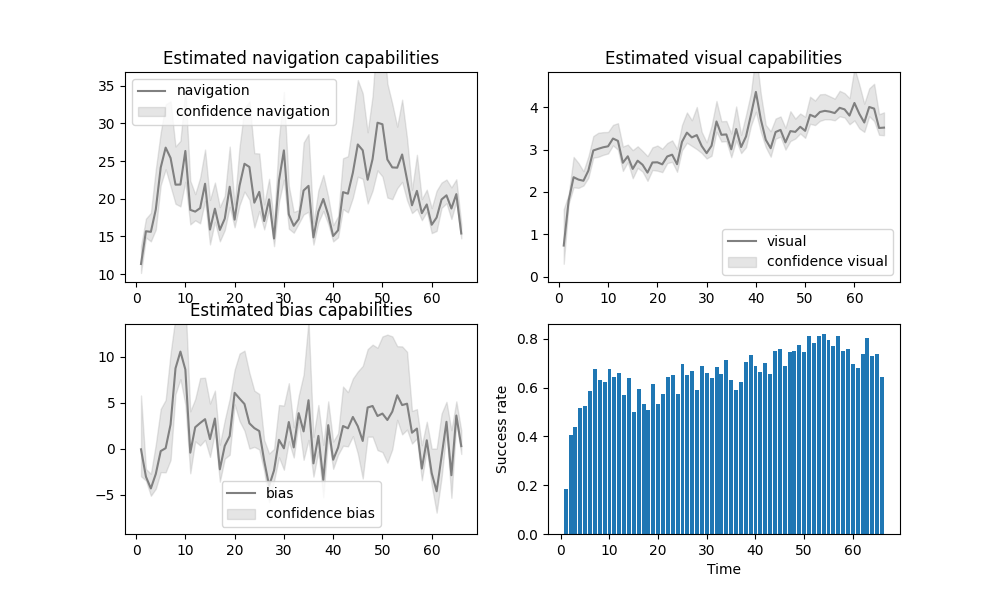 Estimated navigation capabilities
35
30
25
20
15
10
navigation
confidence navigation
0 10 20 30 40 50 60
Estimated visual capabilities
4
3
2
1
0
visual
confidence visual
0 10 20 30 40 50 60
Estimated bias capabilities
10
5
0
−5
bias
confidence bias
0 10 20 30 40 50 60
Success rate
0.8
0.6
0.4
0.2
0.0
0 10 20 30 40 50 60
Time